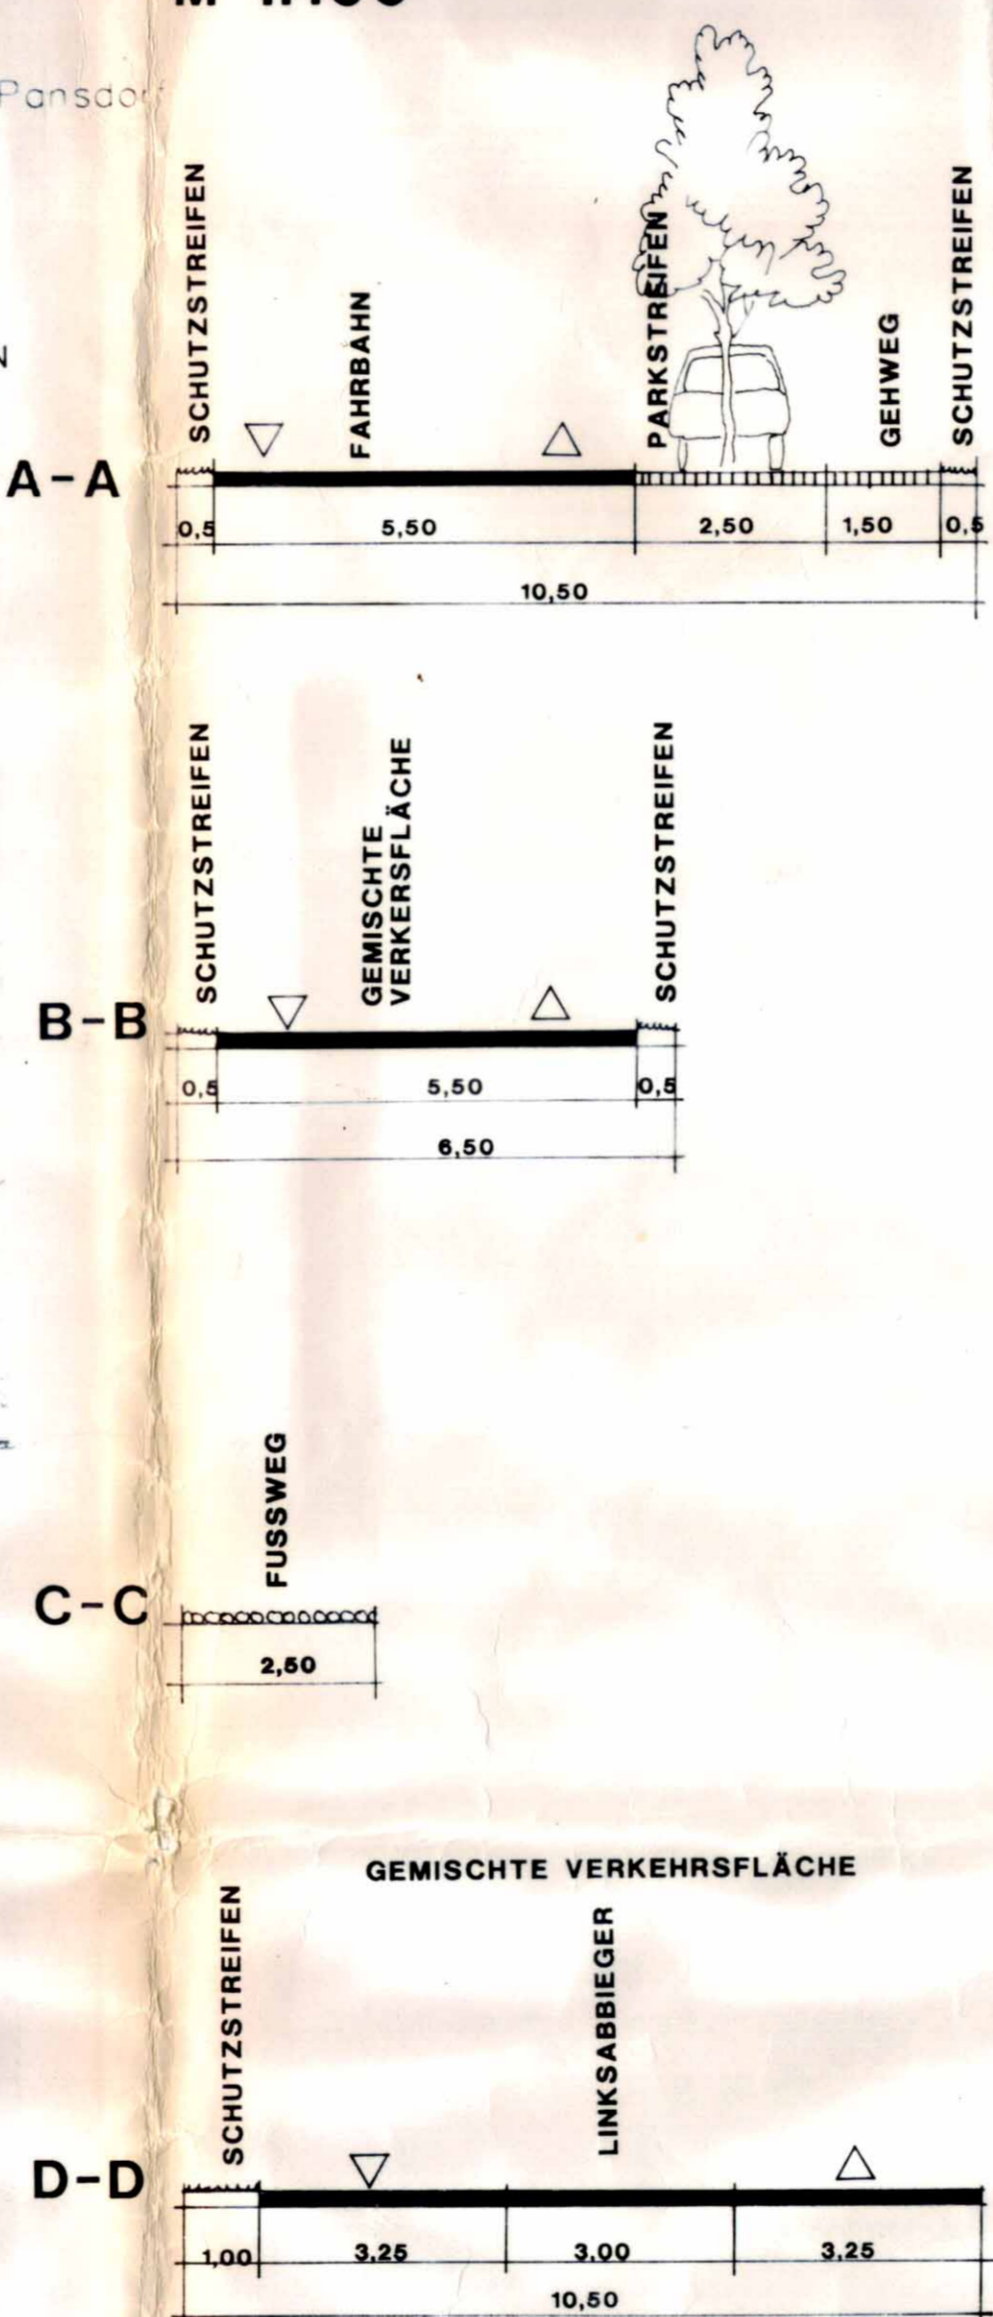 Pansdorf
SCHUTZSTREIFEN
FAHRBAHN
PARKSTREIFEN
GEHWEG
SCHUTZSTREIFEN
A-A
0,5
5,50
2,50
1,50
0,5
10,50
SCHUTZSTREIFEN
GEMISCHTE
VERKERSFLÄCHE
SCHUTZSTREIFEN
B-B
0,5
5,50
0,5
6,50
FUSSWEG
C-C
2,50
GEMISCHTE VERKEHRSFLÄCHE
SCHUTZSTREIFEN
LINKSABBIEGER
D-D
1,00
3,25
3,00
3,25
10,50